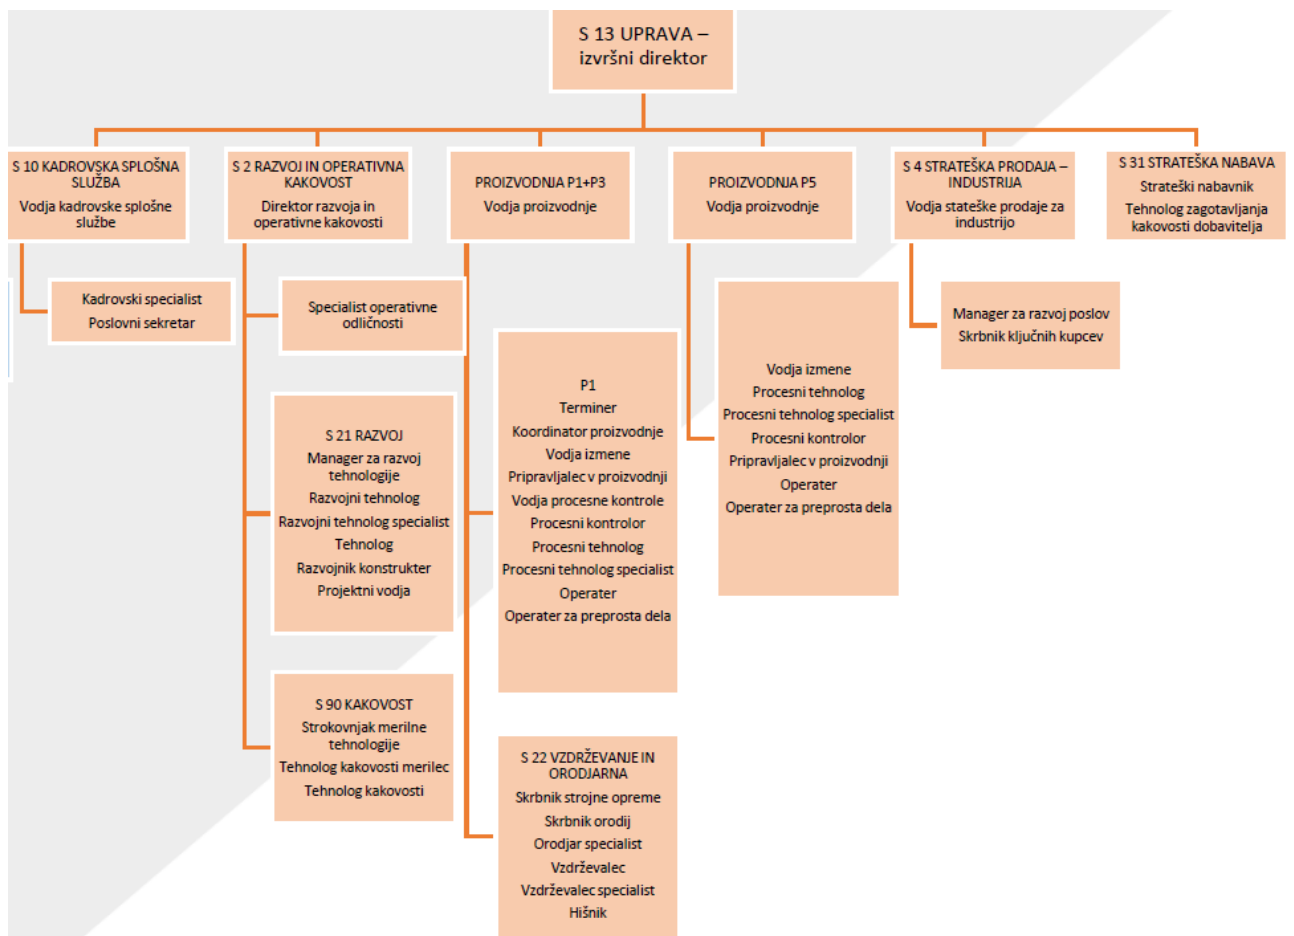 S 13 UPRAVA –
izvršni direktor
S 10 KADROVSKA SPLOŠNA
SLUŽBA
Vodja kadrovske splošne
službe
S 2 RAZVOJ IN OPERATIVNA
KAKOVOST
Direktor razvoja in
operativne kakovosti
PROIZVODNJA P1+P3
Vodja proizvodnje
PROIZVODNJA P5
Vodja proizvodnje
S 4 STRATEŠKA PRODAJA –
INDUSTRIJA
Vodja stateške prodaje za
industrijo
S 31 STRATEŠKA NABAVA
Strateški nabavnik
Tehnolog zagotavljanja
kakovosti dobavitelja
Kadrovski specialist
Poslovni sekretar
Specialist operativne
odličnosti
S 21 RAZVOJ
Manager za razvoj
tehnologije
Razvojni tehnolog
Razvojni tehnolog specialist
Tehnolog
Razvojnik konstrukter
Projektni vodja
S 90 KAKOVOST
Strokovnjak merilne
tehnologije
Tehnolog kakovosti merilec
Tehnolog kakovosti
P1
Terminer
Koordinator proizvodnje
Vodja izmene
Pripravljalec v proizvodnji
Vodja procesne kontrole
Procesni kontrolor
Procesni tehnolog
Procesni tehnolog specialist
Operater
Operater za preprosta dela
S 22 VZDRŽEVANJE IN
ORODJARNA
Skrbnik strojne opreme
Skrbnik orodij
Orodjar specialist
Vzdrževalec
Vzdrževalec specialist
Hišnik
Vodja izmene
Procesni tehnolog
Procesni tehnolog specialist
Procesni kontrolor
Pripravljalec v proizvodnji
Operater
Operater za preprosta dela
Manager za razvoj poslov
Skrbnik ključnih kupcev